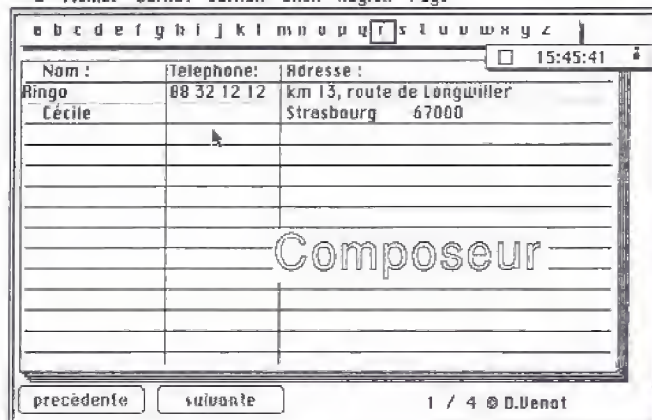 a b c d e f g h i j k l m n o p q r s t u v w x y z
15:45:41
Nom : Telephone: Adresse :
Ringo 88 32 12 12 km 13, route de Longwiller
Cécile Strasbourg 67000
Composeur
precédente suivante 1 / 4 © D.Venot